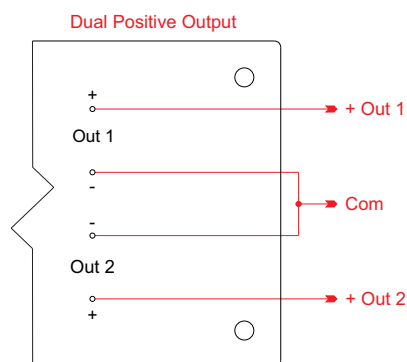 Dual Positive Output
+
+ Out 1
Out 1
-
Com
-
Out 2
+ Out 2
+